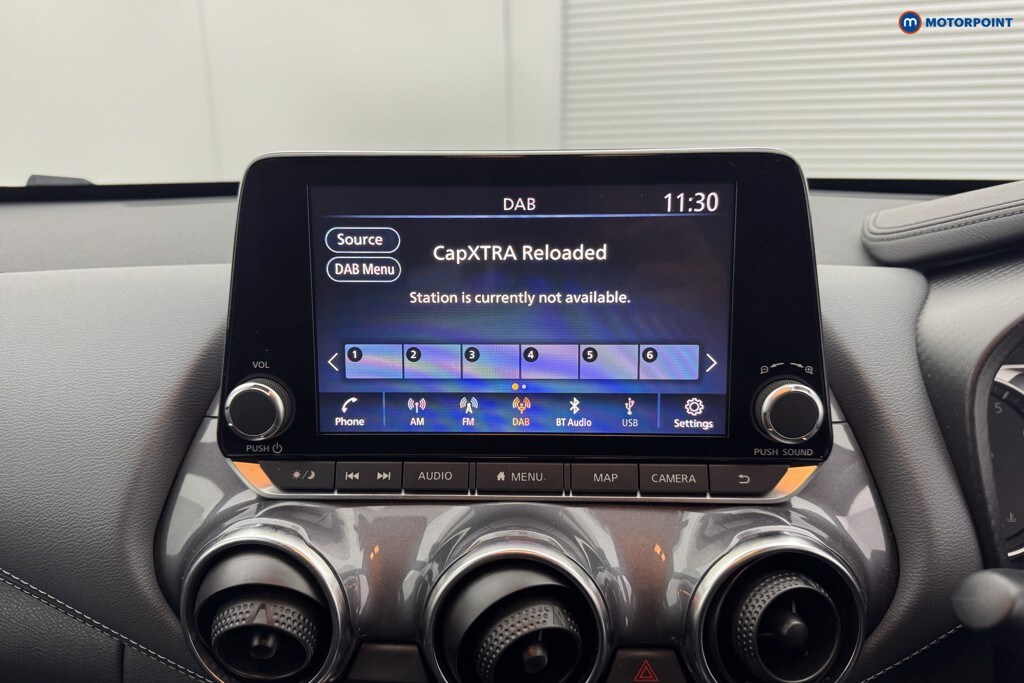 m MOTORPOINT
DAB
11:30
Source
CapXTRA Reloaded
DAB Menu
Station is currently not available.
1 2 3 4 5 6
VOL
Phone AM FM DAB BT Audio USB Settings
PUSH
PUSH SOUND
AUDIO MENU MAP CAMERA
5